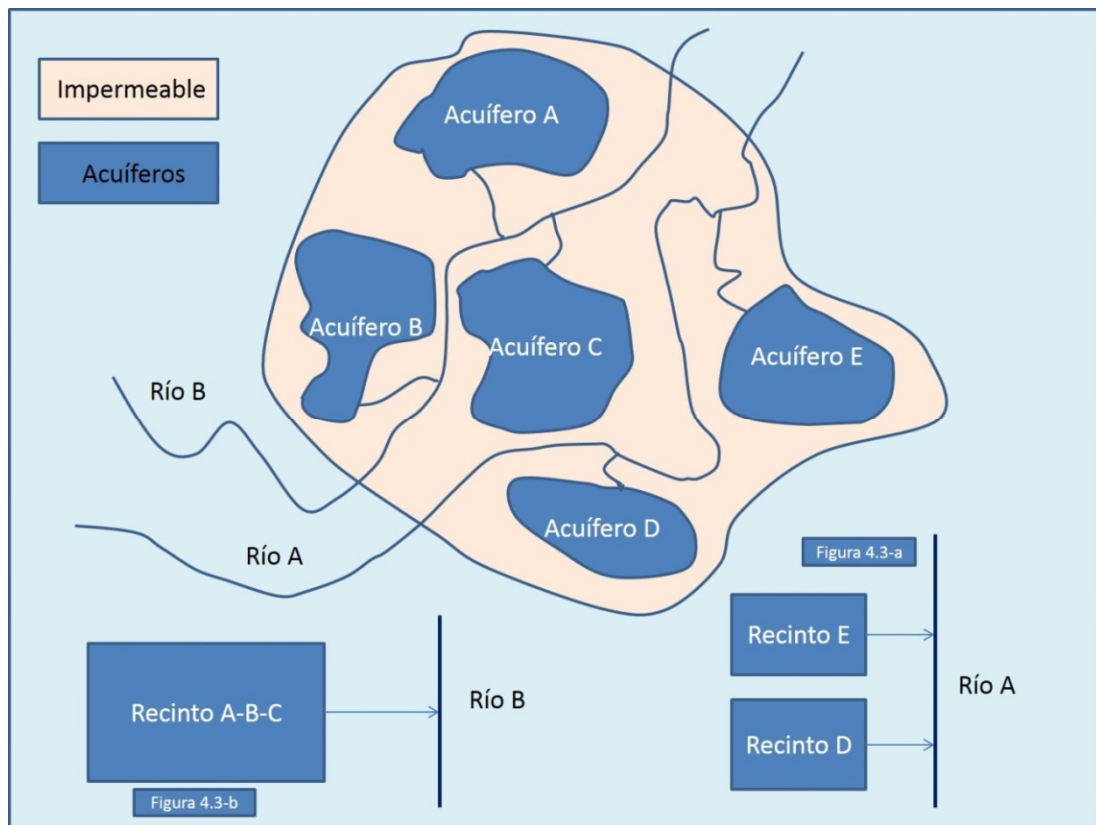 Impermeable
Acuíferos
Acuífero A
Acuífero B
Acuífero C
Acuífero E
Río B
Acuífero D
Río A
Figura 4.3-a
Recinto E
Río A
Recinto D
Recinto A-B-C
Río B
Figura 4.3-b